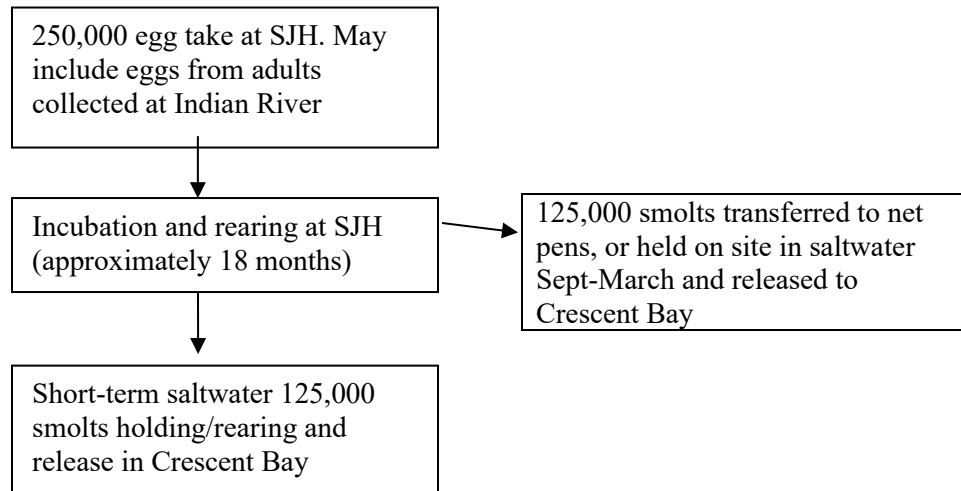 250,000 egg take at SJH. May
include eggs from adults
collected at Indian River
Incubation and rearing at SJH
(approximately 18 months)
125,000 smolts transferred to net
pens, or held on site in saltwater
Sept-March and released to
Crescent Bay
Short-term saltwater 125,000
smolts holding/rearing and
release in Crescent Bay